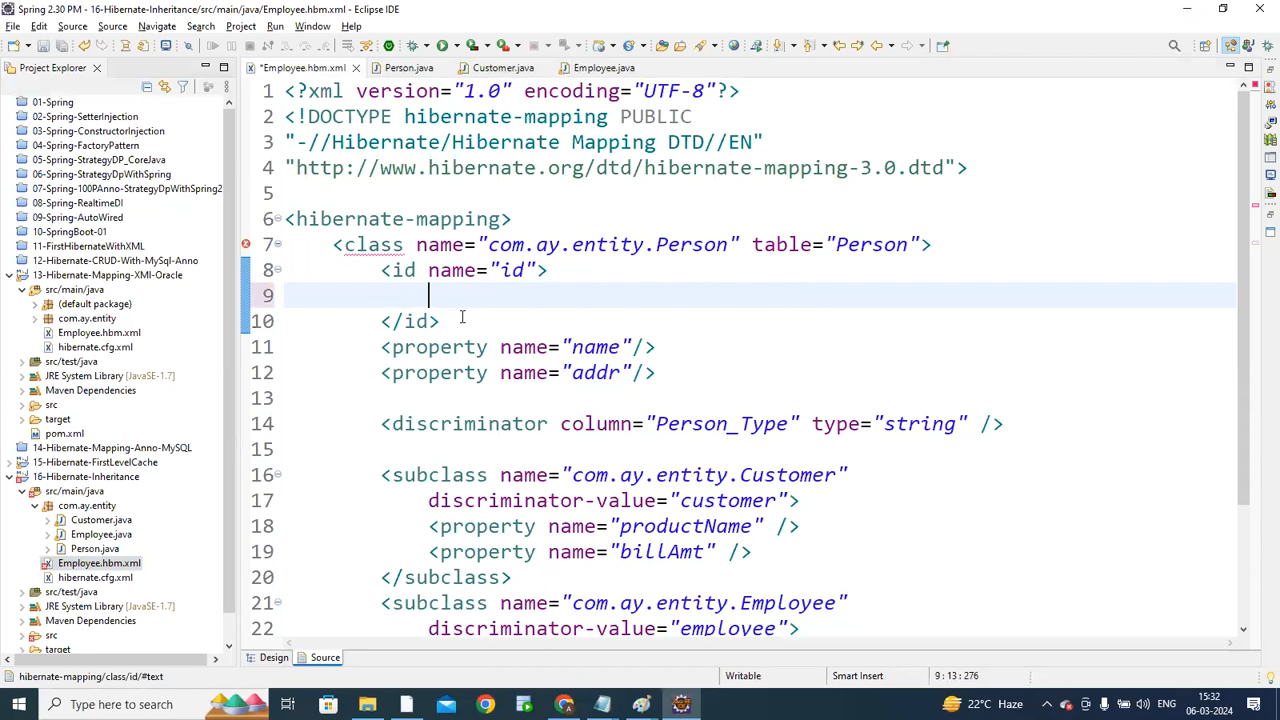 Spring 2.30 PM - 16-Hibernate-Inheritance/src/main/java/Employee.hbm.xml - Eclipse IDE
File Edit Source Source Navigate Search Project Run Window Help
Project Explorer
*Employee.hbm.xml Person.java Customer.java Employee.java
01-Spring
02-Spring-SetterInjection
03-Spring-ConstructorInjection
04-Spring-FactoryPattern
05-Spring-StrategyDP_CoreJava
06-Spring-StrategyDPWithSpring
07-Spring-100PAnno-StrategyDpWithSpring2
08-Spring-RealtimeDI
09-Spring-AutoWired
10-SpringBoot-01
11-FirstHibernateWithXML
12-Hibernate-CRUD-With-MySql-Anno
13-Hibernate-Mapping-XMl-Oracle
src/main/java
(default package)
com.ay.entity
Employee.hbm.xml
hibernate.cfg.xml
src/test/java
JRE System Library [JavaSE-1.7]
Maven Dependencies
src
target
pom.xml
14-Hibernate-Mapping-Anno-MySQL
15-Hibernate-FirstLevelCache
16-Hibernate-Inheritance
src/main/java
com.ay.entity
Customer.java
Employee.java
Person.java
Employee.hbm.xml
hibernate.cfg.xml
src/test/java
JRE System Library [JavaSE-1.7]
Maven Dependencies
src
target
1 <?xml version="1.0" encoding="UTF-8"?>
2 <!DOCTYPE hibernate-mapping PUBLIC
3 "-//Hibernate/Hibernate Mapping DTD//EN"
4 "http://www.hibernate.org/dtd/hibernate-mapping-3.0.dtd">
5
6 <hibernate-mapping>
7 <class name="com.ay.entity.Person" table="Person">
8 <id name="id">
9
10 </id>
11 <property name="name"/>
12 <property name="addr"/>
13
14 <discriminator column="Person_Type" type="string" />
15
16 <subclass name="com.ay.entity.Customer"
17 discriminator-value="customer">
18 <property name="productName" />
19 <property name="billAmt" />
20 </subclass>
21 <subclass name="com.ay.entity.Employee"
22 discriminator-value="employee">
Design Source
hibernate-mapping/class/id/#text Writable Smart Insert 9 : 13 : 276
Type here to search
22°C Haze
ENG
15:32
06-03-2024